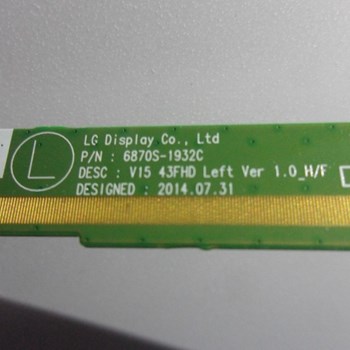 L
LG Display Co., Ltd
P/N : 6870S-1932C
DESC : V15 43FHD Left Ver 1.0_H/F
DESIGNED : 2014.07.31